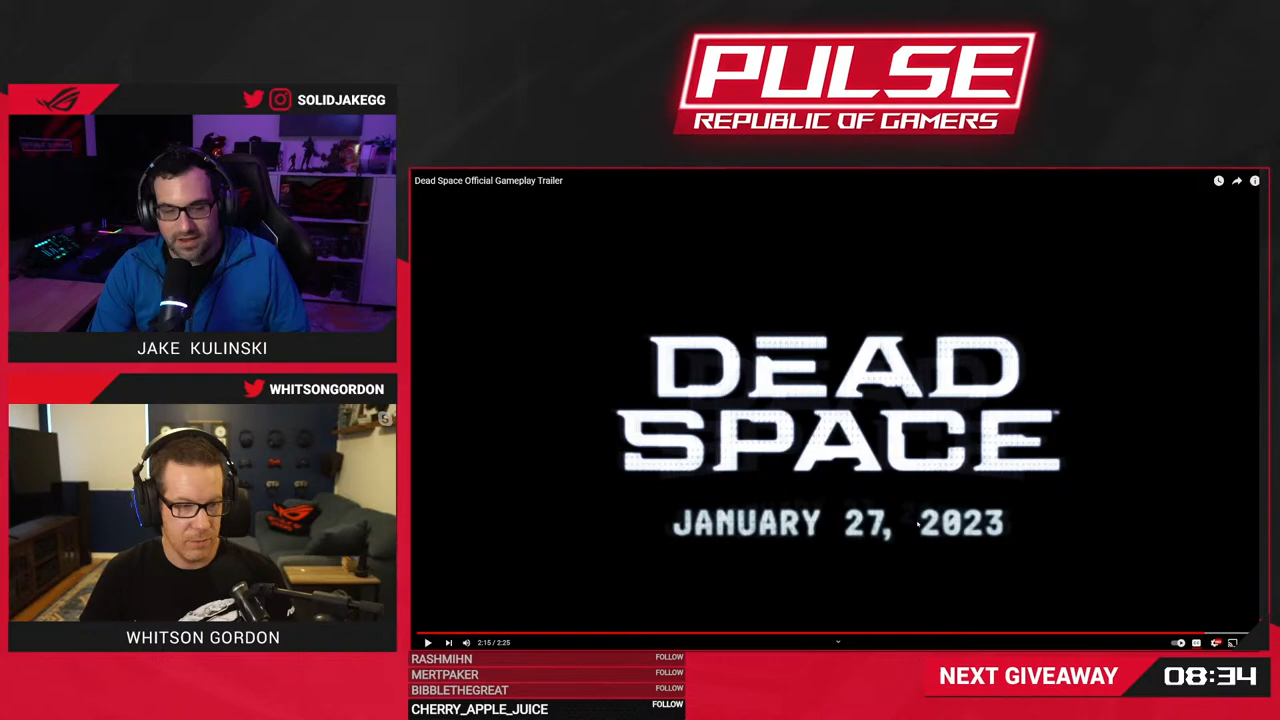 PULSE
REPUBLIC OF GAMERS
SOLIDJAKEGG
JAKE KULINSKI
WHITSONGORDON
WHITSON GORDON
Dead Space Official Gameplay Trailer
DEAD
SPACE
JANUARY 27, 2023
2:15 / 2:25
RASHMIHN FOLLOW
MERTPAKER FOLLOW
BIBBLETHEGREAT FOLLOW
CHERRY_APPLE_JUICE FOLLOW
NEXT GIVEAWAY 08:34